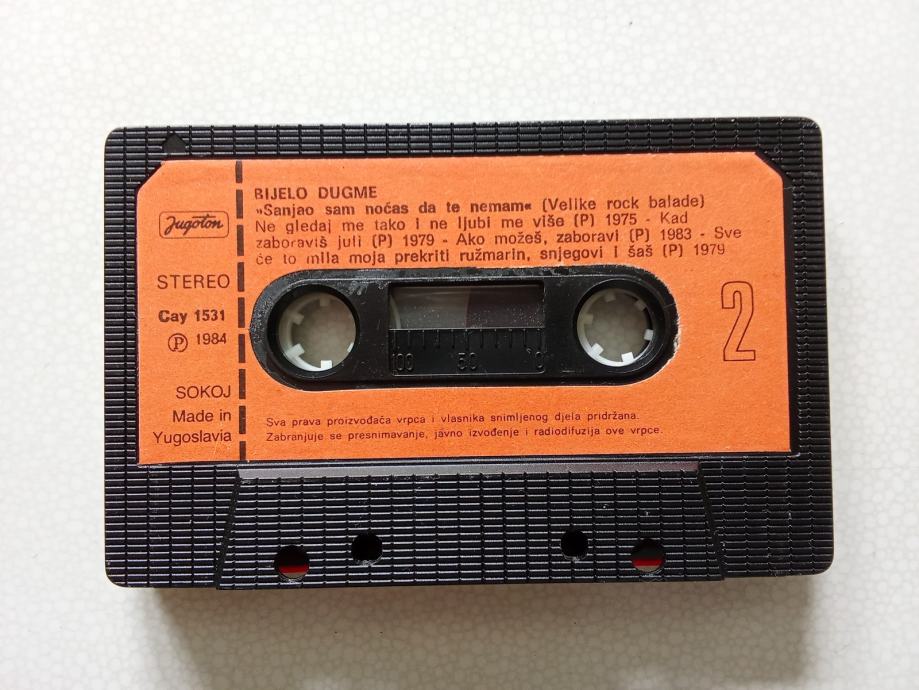 BIJELO DUGME
»Sanjao sam noćas da te nemam« (Velike rock balade)
Ne gledaj me tako i ne ljubi me više (P) 1975 - Kad
zaboraviš juli (P) 1979 - Ako možeš, zaboravi (P) 1983 - Sve
će to mila moja prekriti ružmarin, snjegovi i šaš (P) 1979
Jugoton
STEREO
Cay 1531
Ⓟ 1984
SOKOJ
Made in
Yugoslavia
100 50 0
2
Sva prava proizvođača vrpca i vlasnika snimljenog djela pridržana.
Zabranjuje se presnimavanje, javno izvođenje i radiodifuzija ove vrpce.